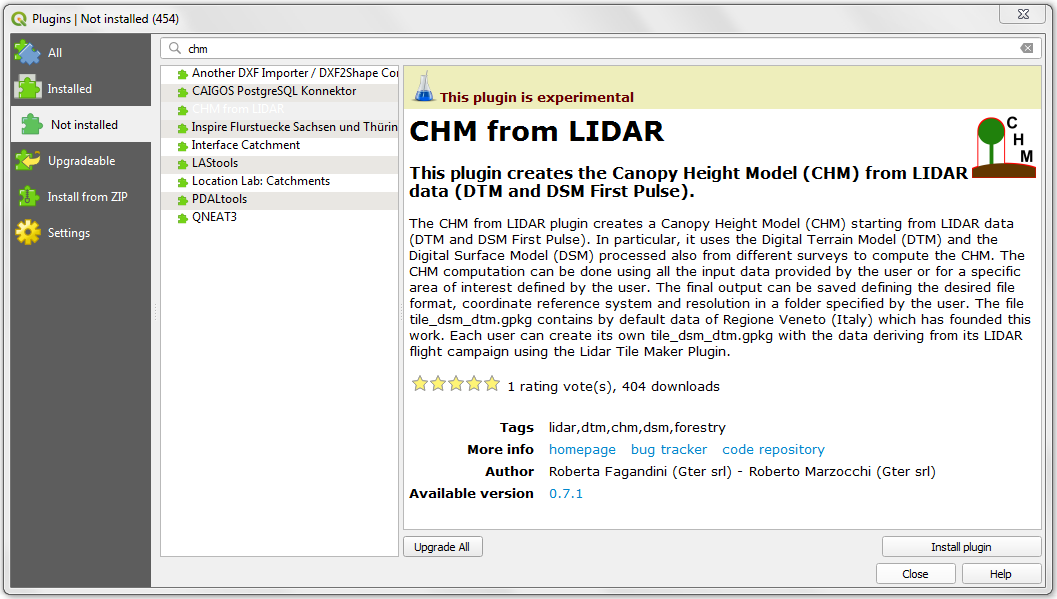 Plugins | Not installed (454)
All
Installed
Not installed
Upgradeable
Install from ZIP
Settings
chm
Another DXF Importer / DXF2Shape Cor
CAIGOS PostgreSQL Konnektor
CHM from LIDAR
Inspire Flurstuecke Sachsen und Thürin
Interface Catchment
LAStools
Location Lab: Catchments
PDALtools
QNEAT3
This plugin is experimental
CHM from LIDAR
C
H
M
This plugin creates the Canopy Height Model (CHM) from LIDAR
data (DTM and DSM First Pulse).
The CHM from LIDAR plugin creates a Canopy Height Model (CHM) starting from LIDAR data
(DTM and DSM First Pulse). In particular, it uses the Digital Terrain Model (DTM) and the
Digital Surface Model (DSM) processed also from different surveys to compute the CHM. The
CHM computation can be done using all the input data provided by the user or for a specific
area of interest defined by the user. The final output can be saved defining the desired file
format, coordinate reference system and resolution in a folder specified by the user. The file
tile_dsm_dtm.gpkg contains by default data of Regione Veneto (Italy) which has founded this
work. Each user can create its own tile_dsm_dtm.gpkg with the data deriving from its LIDAR
flight campaign using the Lidar Tile Maker Plugin.
1 rating vote(s), 404 downloads
Tags lidar,dtm,chm,dsm,forestry
More info homepage bug tracker code repository
Author Roberta Fagandini (Gter srl) - Roberto Marzocchi (Gter srl)
Available version 0.7.1
Upgrade All
Install plugin
Close
Help